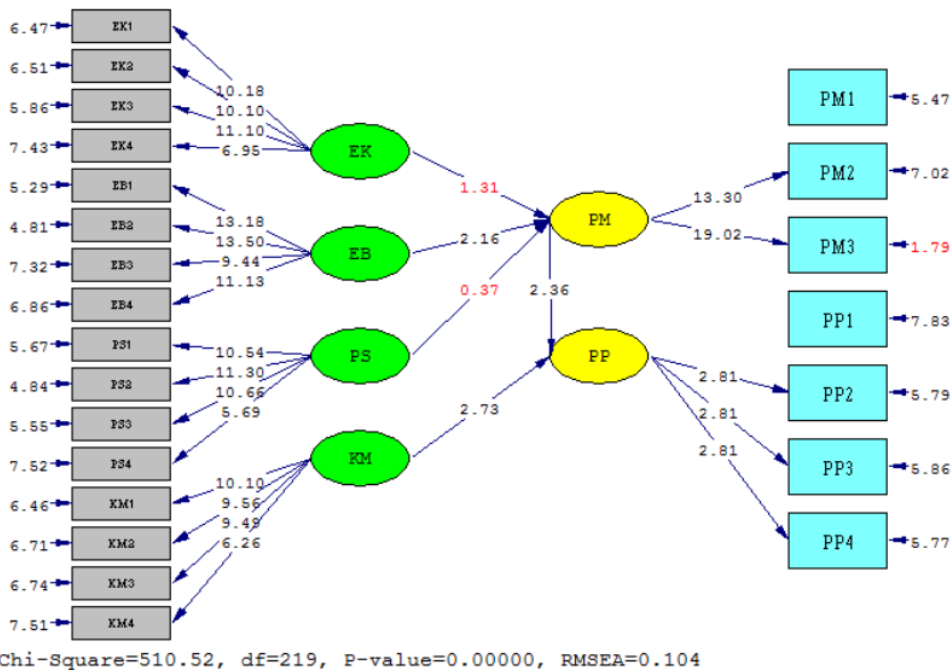 6.47 EK1
6.51 EK2
5.86 EK3
7.43 EK4
5.29 EB1
4.81 EB2
7.32 EB3
6.86 EB4
5.67 PS1
4.84 PS2
5.55 PS3
7.52 PS4
6.46 KM1
6.71 KM2
6.74 KM3
7.51 KM4
10.18
10.10
11.10
6.95
13.18
13.50
9.44
11.13
10.54
11.30
10.66
5.69
10.10
9.56
9.49
6.26
EK
EB
PS
KM
1.31
2.16
0.37
2.36
2.73
PM
PP
13.30
19.02
2.81
2.81
2.81
PM1 5.47
PM2 7.02
PM3 1.79
PP1 7.83
PP2 5.79
PP3 5.86
PP4 5.77
Chi-Square=510.52, df=219, P-value=0.00000, RMSEA=0.104